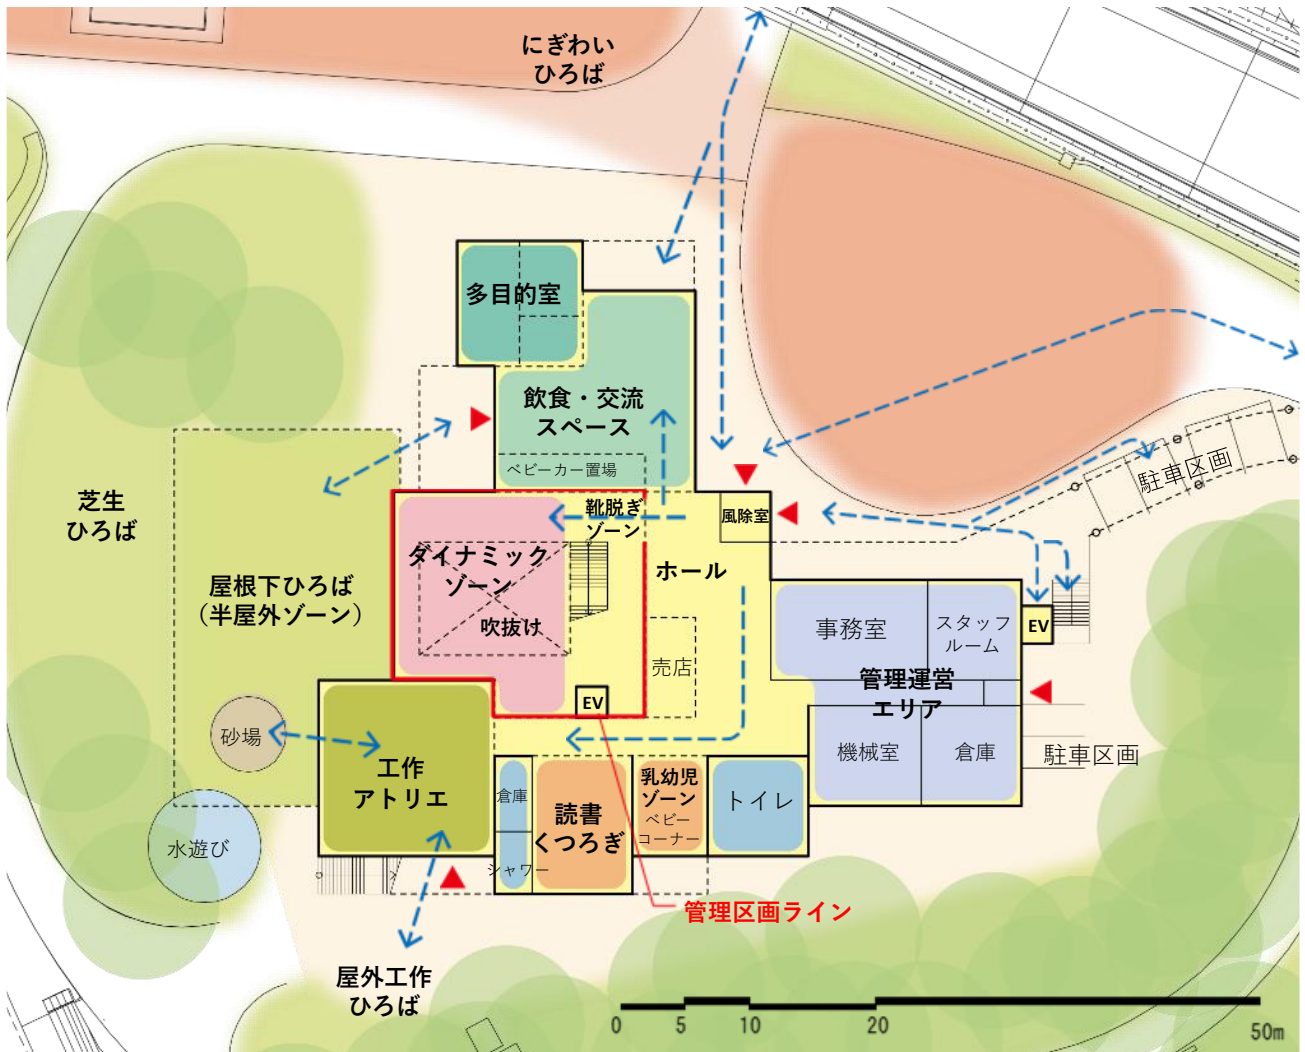 にぎわい
ひろば
多目的室
飲食・交流
スペース
ベビーカー置場
駐車区画
芝生
ひろば
靴脱ぎ
ゾーン
風除室
ダイナミック
ゾーン
吹抜け
ホール
屋根下ひろば
（半屋外ゾーン）
事務室
スタッフ
ルーム
EV
売店
管理運営
エリア
EV
砂場
機械室
倉庫
駐車区画
工作
アトリエ
倉庫
読書
くつろぎ
乳幼児
ゾーン
ベビー
コーナー
トイレ
水遊び
シャワー
管理区画ライン
屋外工作
ひろば
0 5 10 20 50m